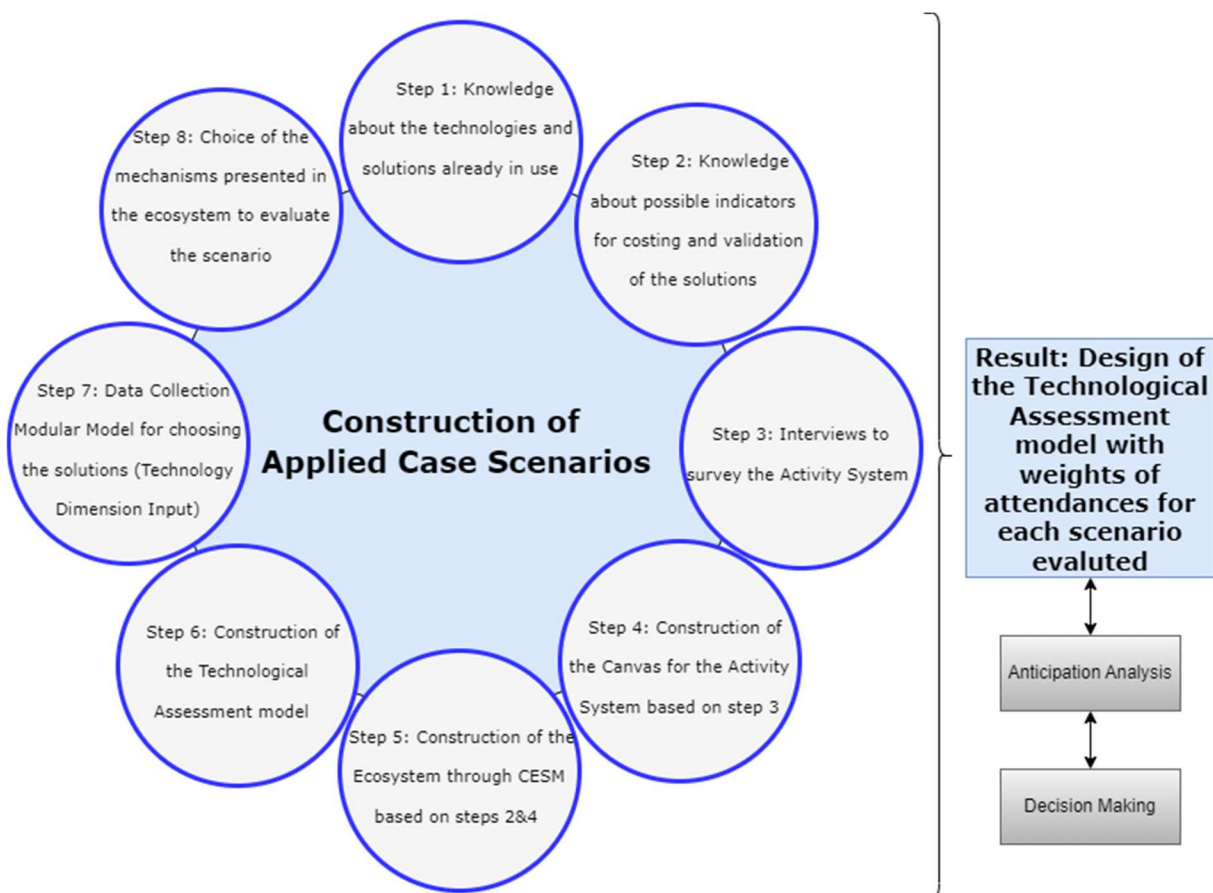 Step 1: Knowledge
about the technologies and
solutions already in use
Step 2: Knowledge
about possible indicators
for costing and validation
of the solutions
Step 3: Interviews to
survey the Activity System
Step 4: Construction of
the Canvas for the Activity
System based on step 3
Step 5: Construction of the
Ecosystem through CESM
based on steps 2&4
Step 6: Construction of
the Technological
Assessment model
Step 7: Data Collection
Modular Model for choosing
the solutions (Technology
Dimension Input)
Step 8: Choice of the
mechanisms presented in
the ecosystem to evaluate
the scenario
Construction of
Applied Case Scenarios
Result: Design of
the Technological
Assessment
model with
weights of
attendances for
each scenario
evaluted
Anticipation Analysis
Decision Making